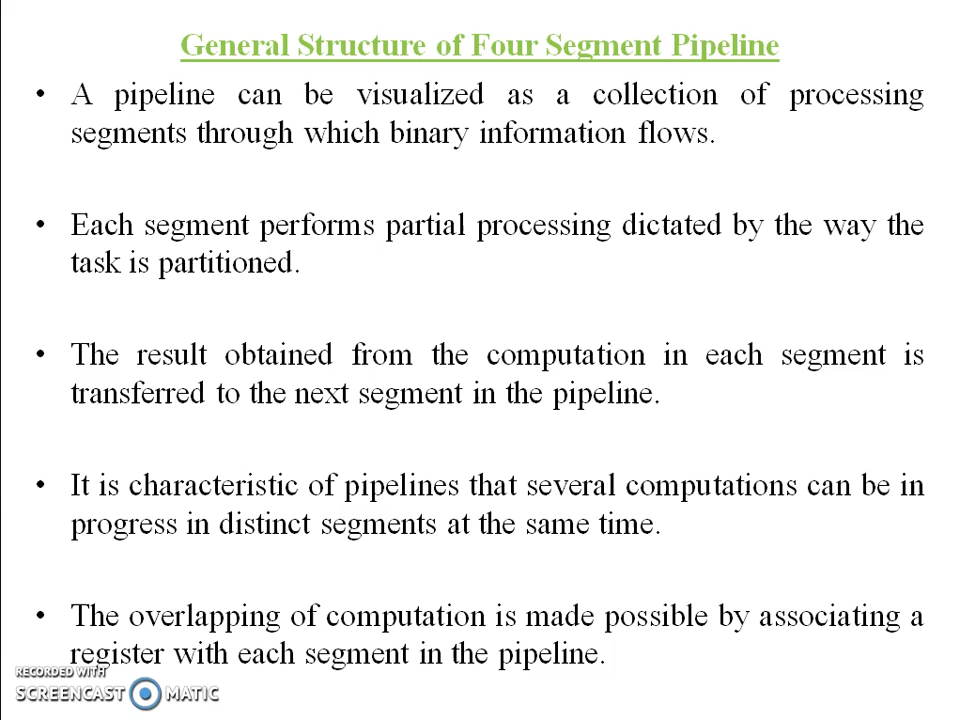 General Structure of Four Segment Pipeline
• A pipeline can be visualized as a collection of processing
segments through which binary information flows.
• Each segment performs partial processing dictated by the way the
task is partitioned.
• The result obtained from the computation in each segment is
transferred to the next segment in the pipeline.
• It is characteristic of pipelines that several computations can be in
progress in distinct segments at the same time.
• The overlapping of computation is made possible by associating a
register with each segment in the pipeline.
RECORDED WITH
SCREENCAST MATIC